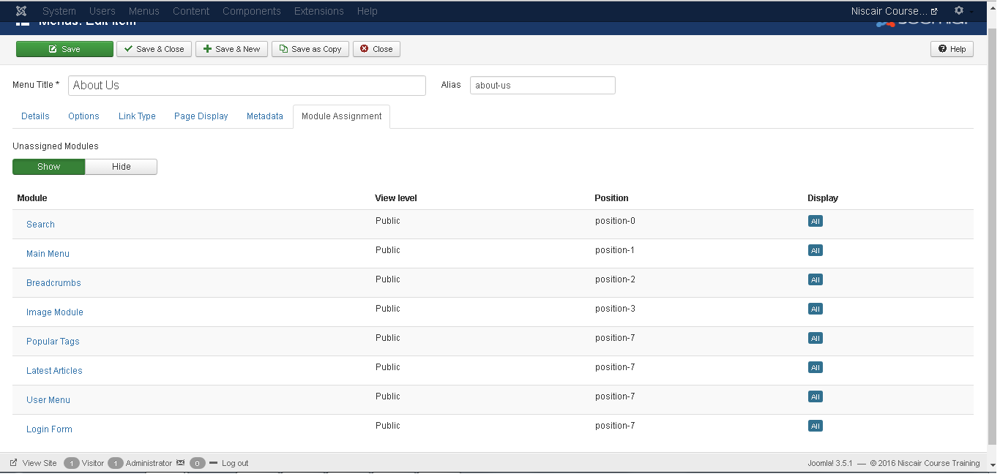 System Users Menus Content Components Extensions Help Niscair Course...
Menus: Edit Item Joomla!
Save Save & Close Save & New Save as Copy Close Help
Menu Title * About Us Alias about-us
Details Options Link Type Page Display Metadata Module Assignment
Unassigned Modules
Show Hide
Module View level Position Display
Search Public position-0 All
Main Menu Public position-1 All
Breadcrumbs Public position-2 All
Image Module Public position-3 All
Popular Tags Public position-7 All
Latest Articles Public position-7 All
User Menu Public position-7 All
Login Form Public position-7 All
View Site 1 Visitor 1 Administrator 0 Log out Joomla! 3.5.1 — © 2016 Niscair Course Training